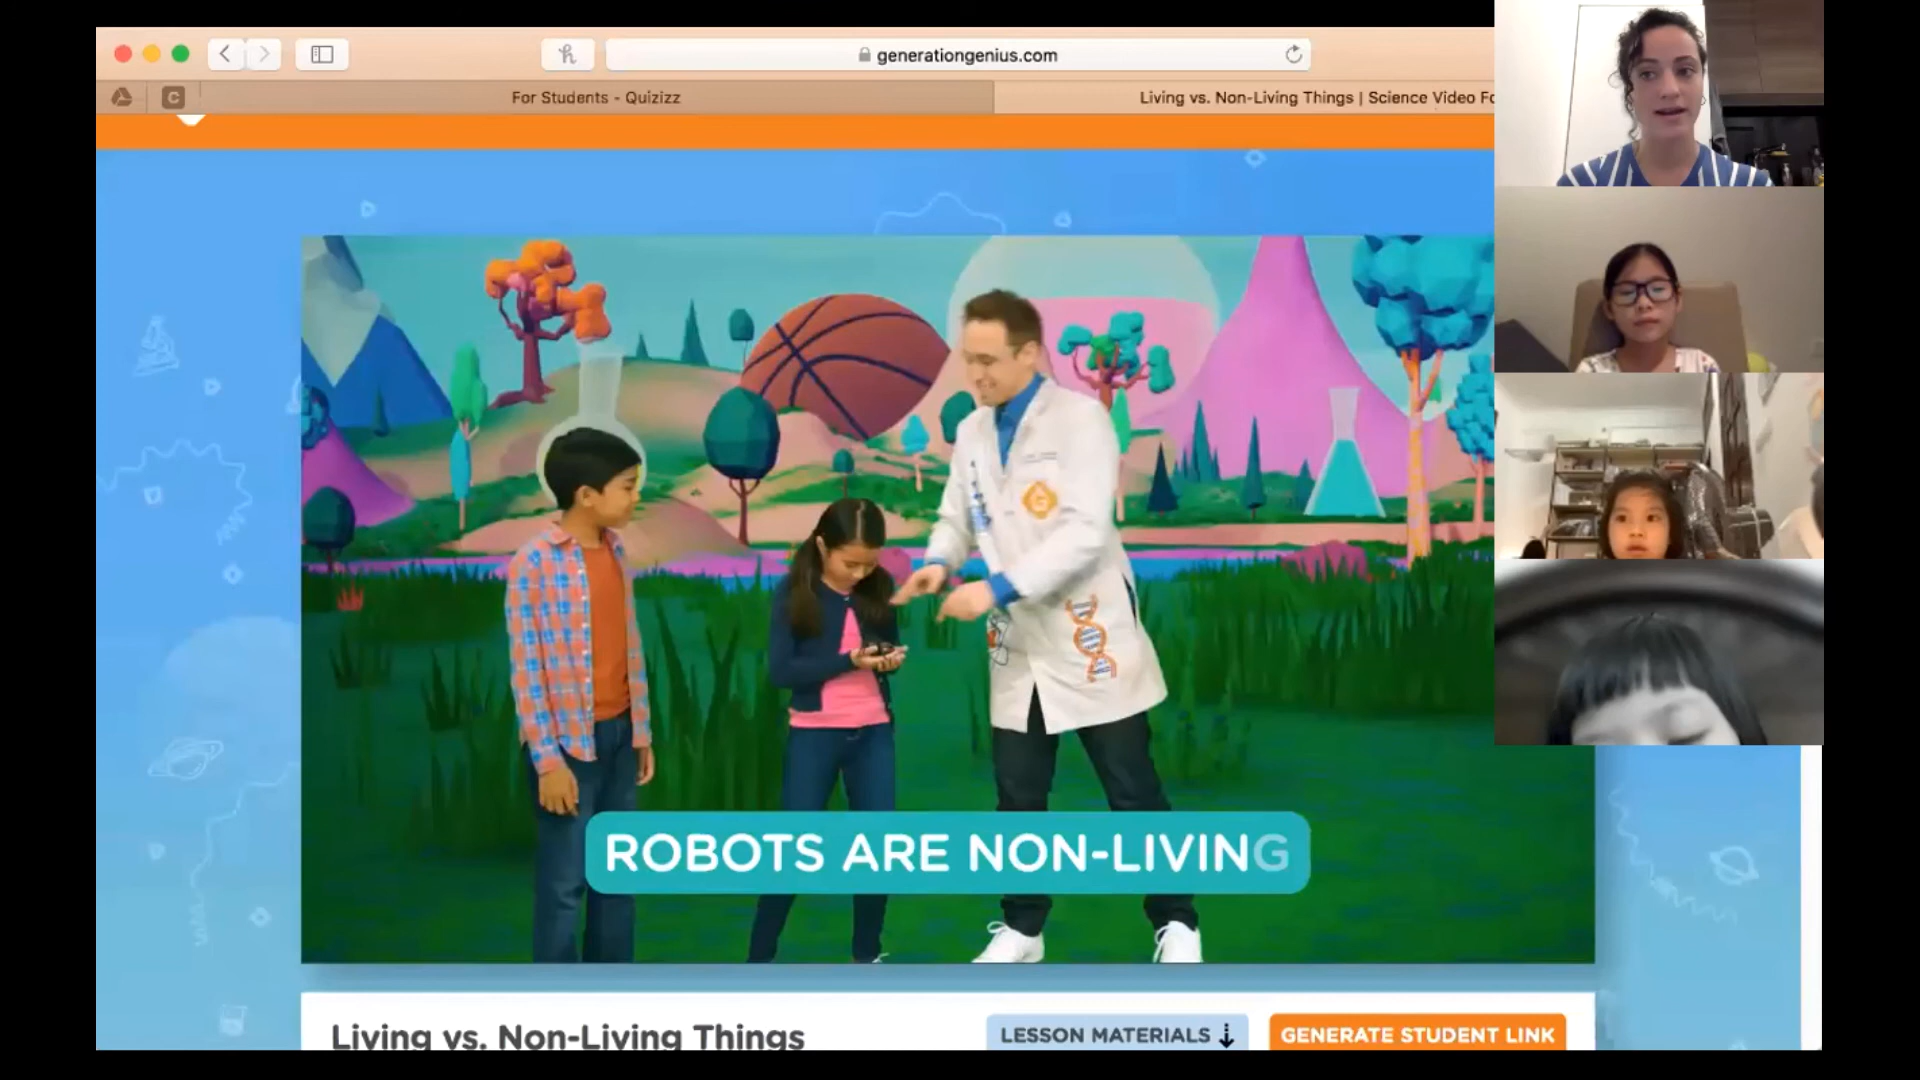 generationgenius.com
For Students - Quizizz
Living vs. Non-Living Things | Science Video Fo
C
ROBOTS ARE NON-LIVING
Living vs. Non-Living Things
LESSON MATERIALS
GENERATE STUDENT LINK